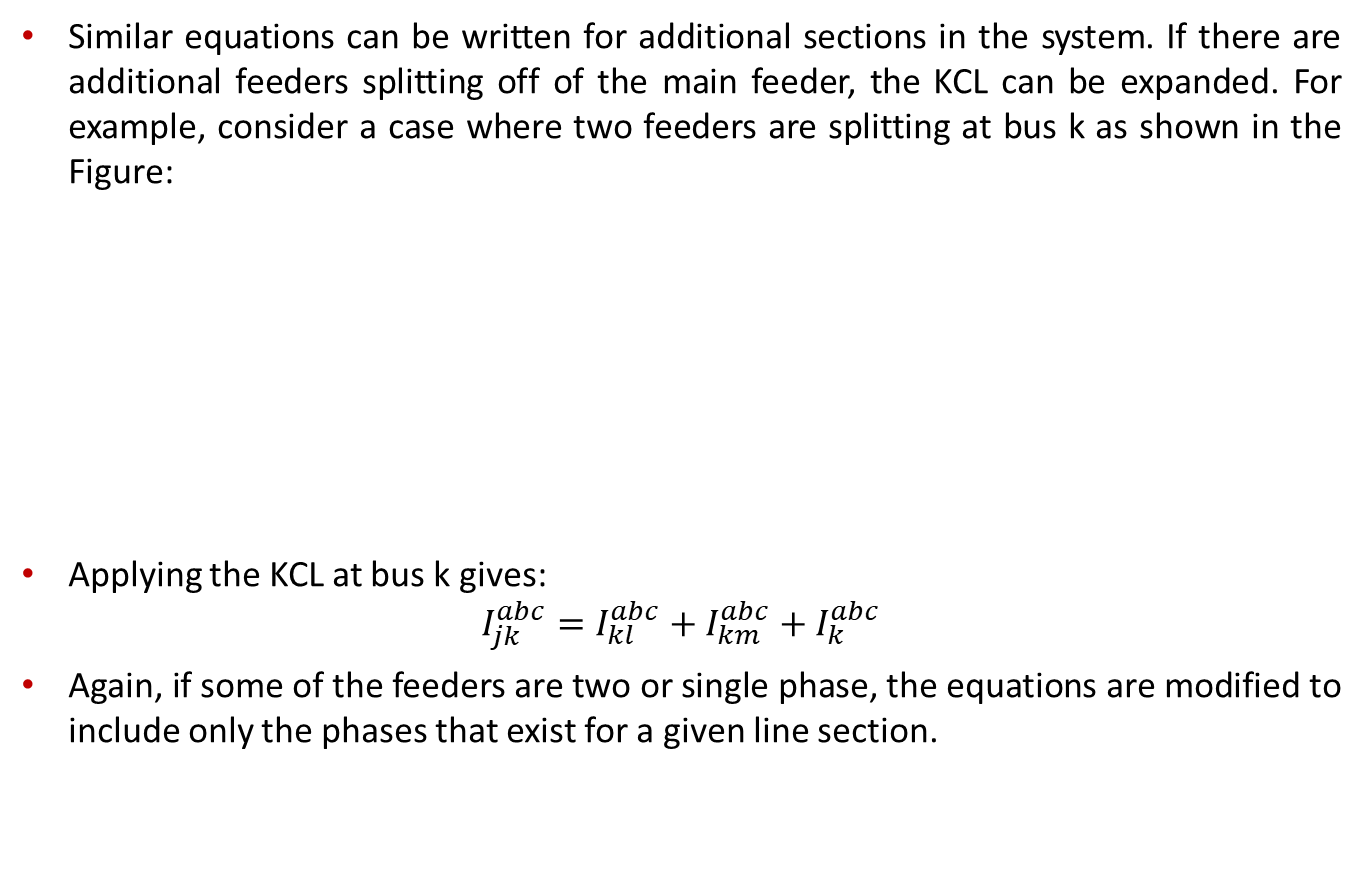 • Similar equations can be written for additional sections in the system. If there are
additional feeders splitting off of the main feeder, the KCL can be expanded. For
example, consider a case where two feeders are splitting at bus k as shown in the
Figure:
• Applying the KCL at bus k gives:
$I_{jk}^{abc} = I_{kl}^{abc} + I_{km}^{abc} + I_{k}^{abc}$
• Again, if some of the feeders are two or single phase, the equations are modified to
include only the phases that exist for a given line section.